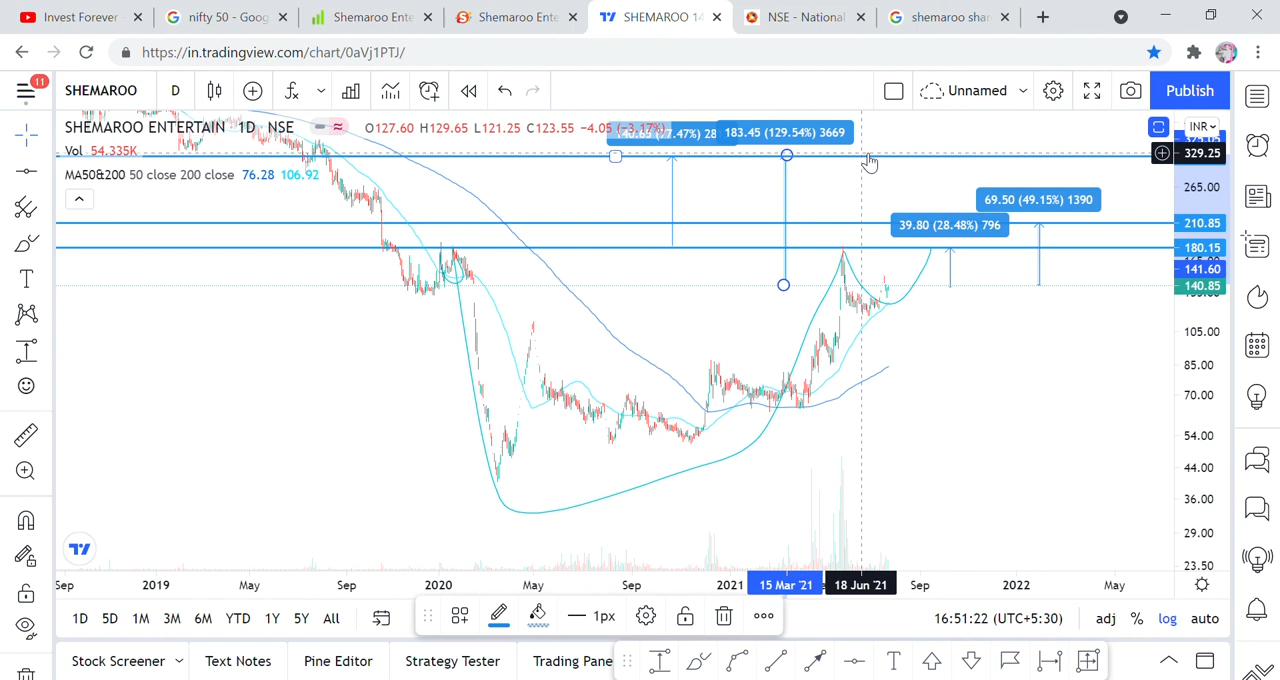 Invest Forever
nifty 50 - Goog
Shemaroo Ente
Shemaroo Ente
SHEMAROO 14
NSE - National
shemaroo shar
https://in.tradingview.com/chart/0aVj1PTJ/
11
SHEMAROO
D
Unnamed
Publish
SHEMAROO ENTERTAIN 1D NSE
O127.60 H129.65 L121.25 C123.55 −4.05 (−3.17%)
183.45 (129.54%) 3669
INR
Vol 54.335K
329.25
MA50&200 50 close 200 close 76.28 106.92
265.00
69.50 (49.15%) 1390
39.80 (28.48%) 796
210.85
180.15
141.60
140.85
105.00
85.00
70.00
54.00
44.00
36.00
29.00
23.50
Sep 2019 May Sep 2020 May Sep 2021 15 Mar '21 18 Jun '21 Sep 2022 May
1D 5D 1M 3M 6M YTD 1Y 5Y All
1px
16:51:22 (UTC+5:30)
adj % log auto
Stock Screener
Text Notes
Pine Editor
Strategy Tester
Trading Pane